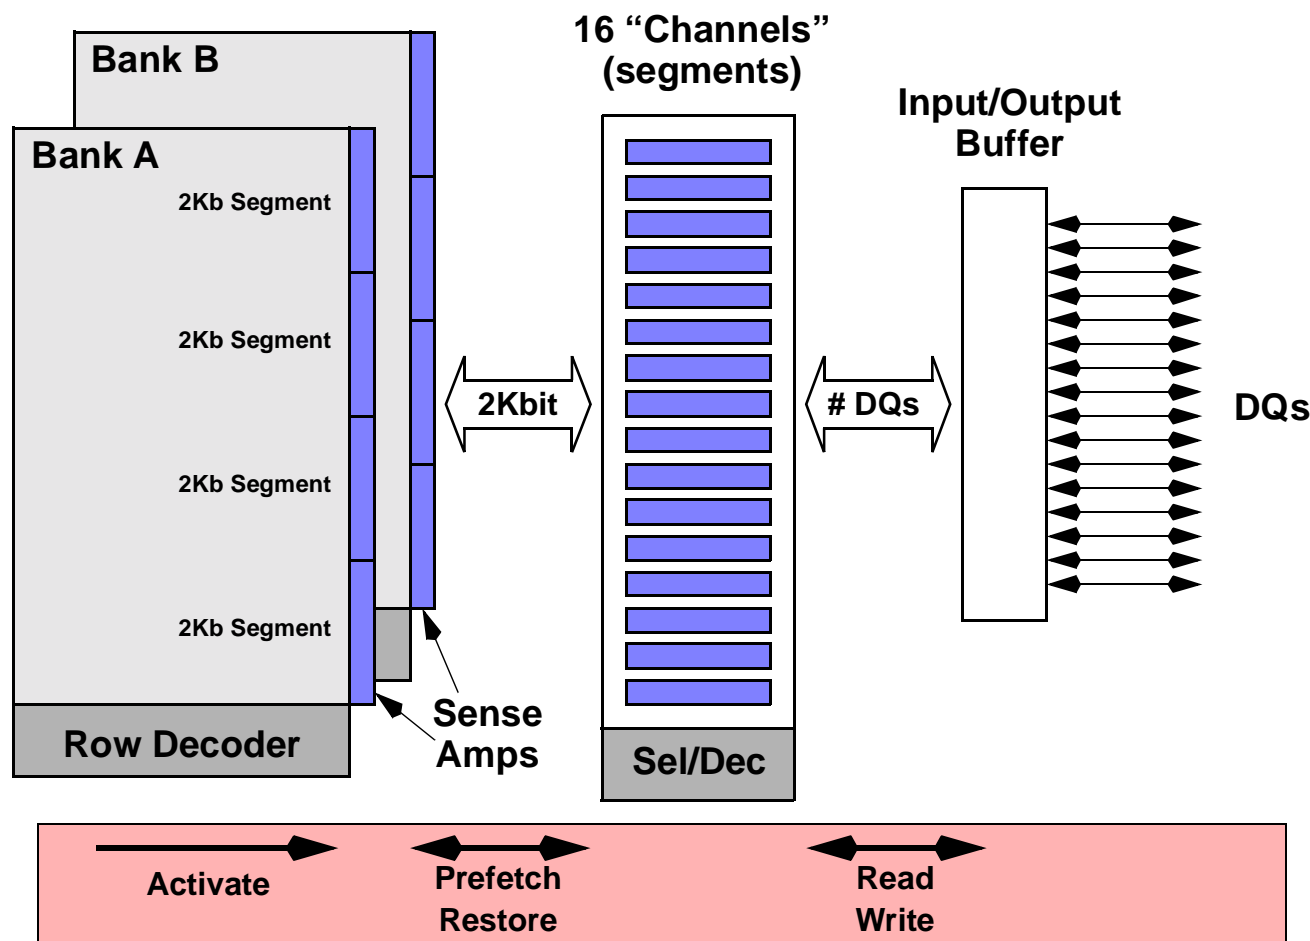 Bank B
Bank A
2Kb Segment
2Kb Segment
2Kb Segment
2Kb Segment
Row Decoder
Sense
Amps
2Kbit
16 “Channels”
(segments)
Sel/Dec
# DQs
Input/Output
Buffer
DQs
Activate
Prefetch
Restore
Read
Write